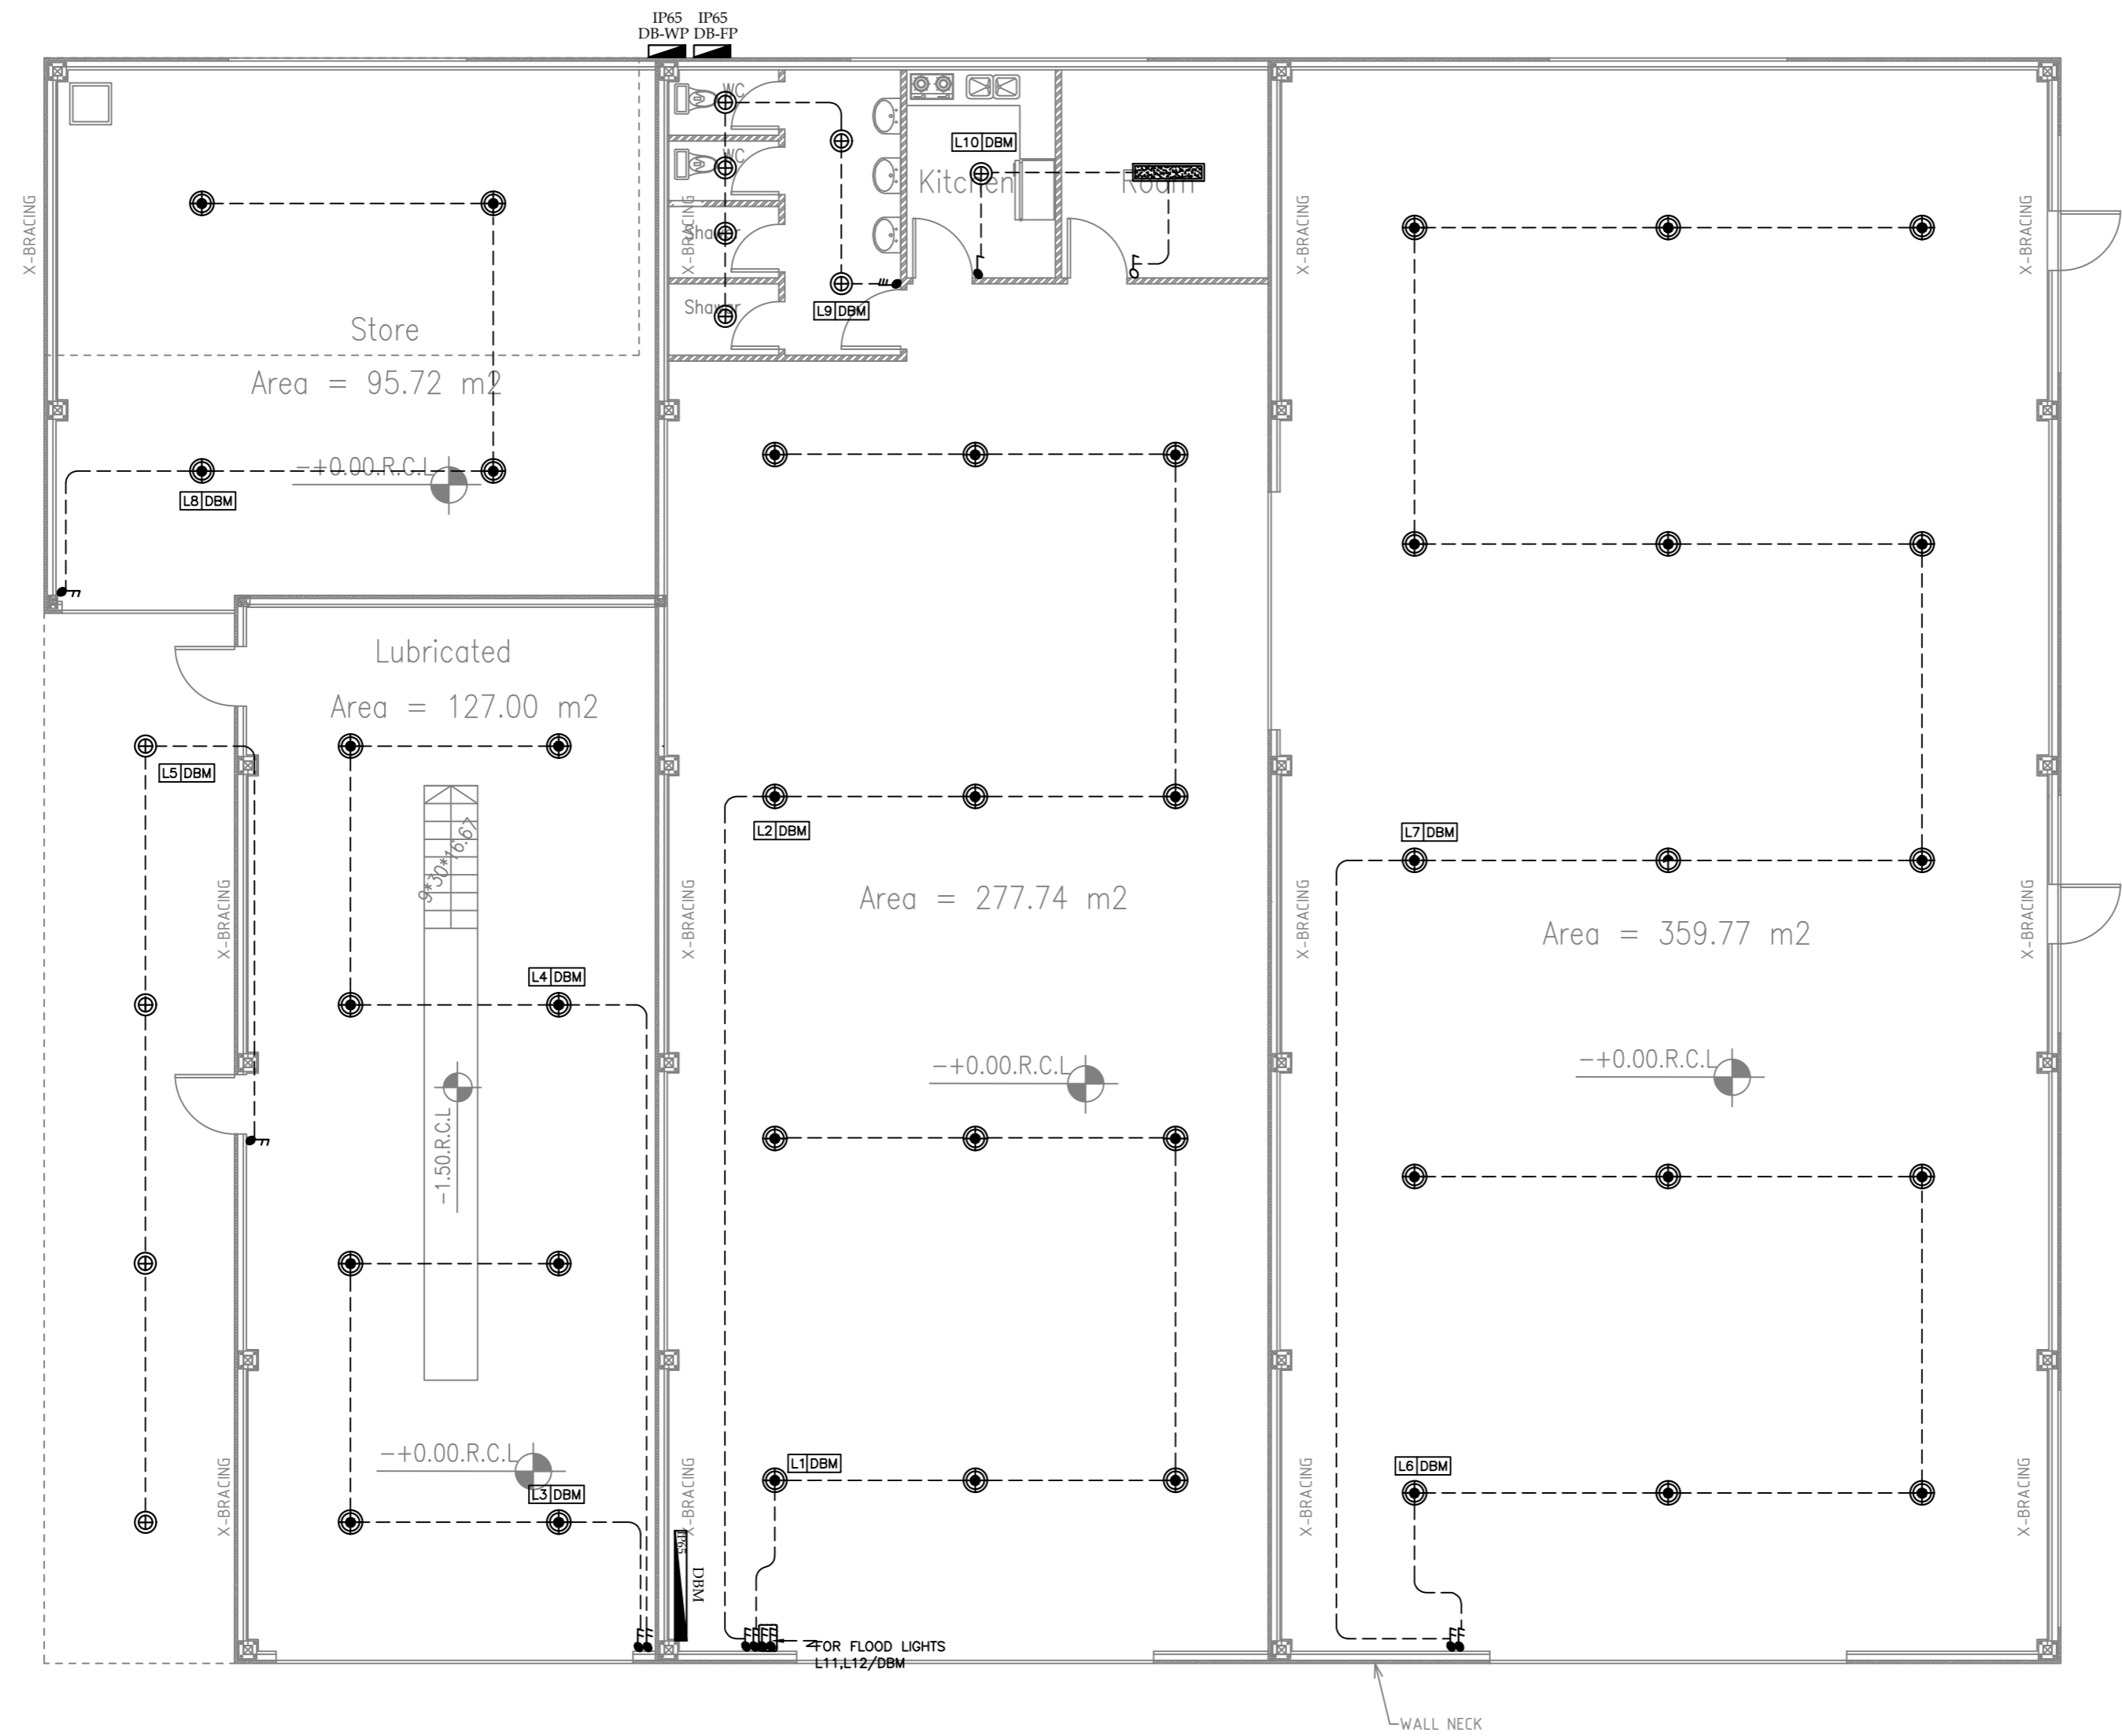 IP65 IP65
DB-WP DB-FP
WC
L10 DBM
WC
Kitchen
Room
X-BRACING
X-BRACING
X-BRACING
X-BRACING
Shawer
Shawer
L9 DBM
Store
Area = 95.72 m2
-+0.00.R.C.L
L8 DBM
Lubricated
Area = 127.00 m2
L5 DBM
9*30*16.67
L2 DBM
L7 DBM
Area = 277.74 m2
Area = 359.77 m2
X-BRACING
X-BRACING
X-BRACING
X-BRACING
L4 DBM
-+0.00.R.C.L
-+0.00.R.C.L
-1.50.R.C.L
-+0.00.R.C.L
L1 DBM
L6 DBM
L3 DBM
X-BRACING
X-BRACING
X-BRACING
X-BRACING
IP65
DBM
FOR FLOOD LIGHTS
L11,L12/DBM
WALL NECK